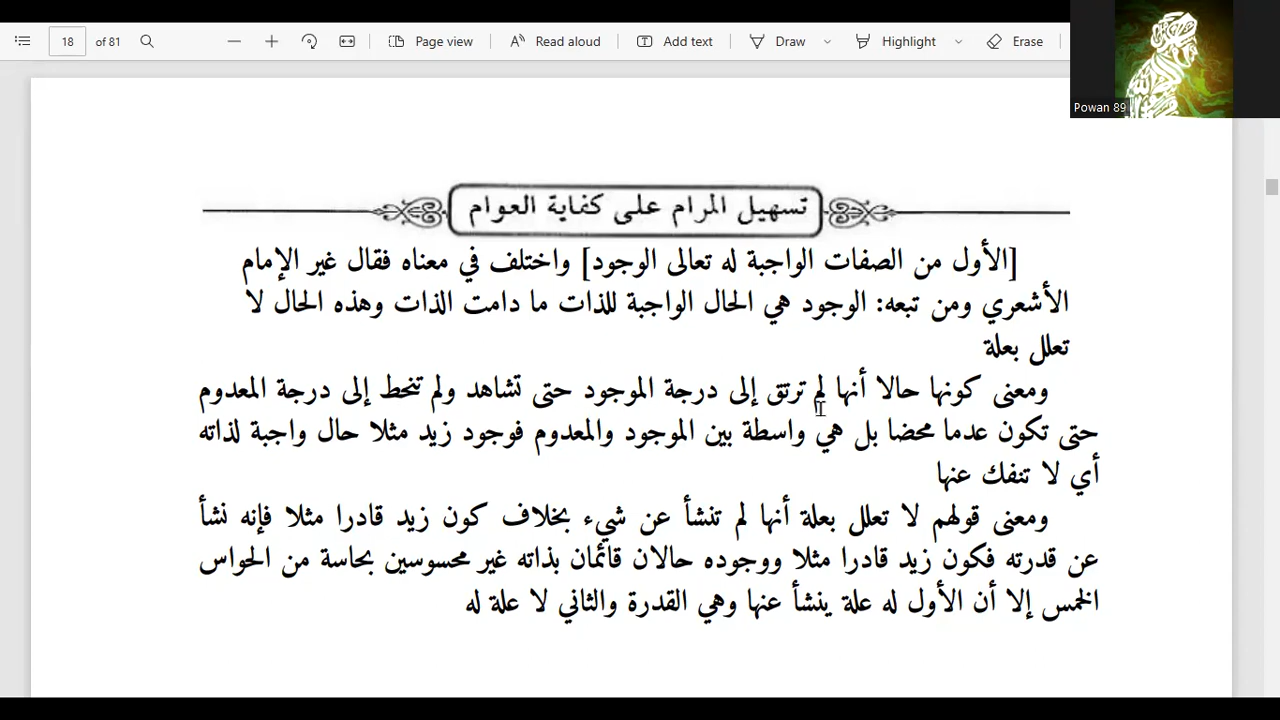 18 of 81 Page view Read aloud Add text Draw Highlight Erase
Powan 89
تسهيل المرام على كفاية العوام
[الأول من الصفات الواجبة له تعالى الوجود] واختلف في معناه فقال غير الإمام
الأشعري ومن تبعه: الوجود هي الحال الواجبة للذات ما دامت الذات وهذه الحال لا
تعلل بعلة
ومعنى كونها حالا أنها لم ترتق إلى درجة الموجود حتى تشاهد ولم تنحط إلى درجة المعدوم
حتى تكون عدما محضا بل هي واسطة بين الموجود والمعدوم فوجود زيد مثلا حال واجبة لذاته
أي لا تنفك عنها
ومعنى قولهم لا تعلل بعلة أنها لم تنشأ عن شيء بخلاف كون زيد قادرا مثلا فإنه نشأ
عن قدرته فكون زيد قادرا مثلا ووجوده حالان قائمان بذاته غير محسوسين بحاسة من الحواس
الخمس إلا أن الأول له علة ينشأ عنها وهي القدرة والثاني لا علة له